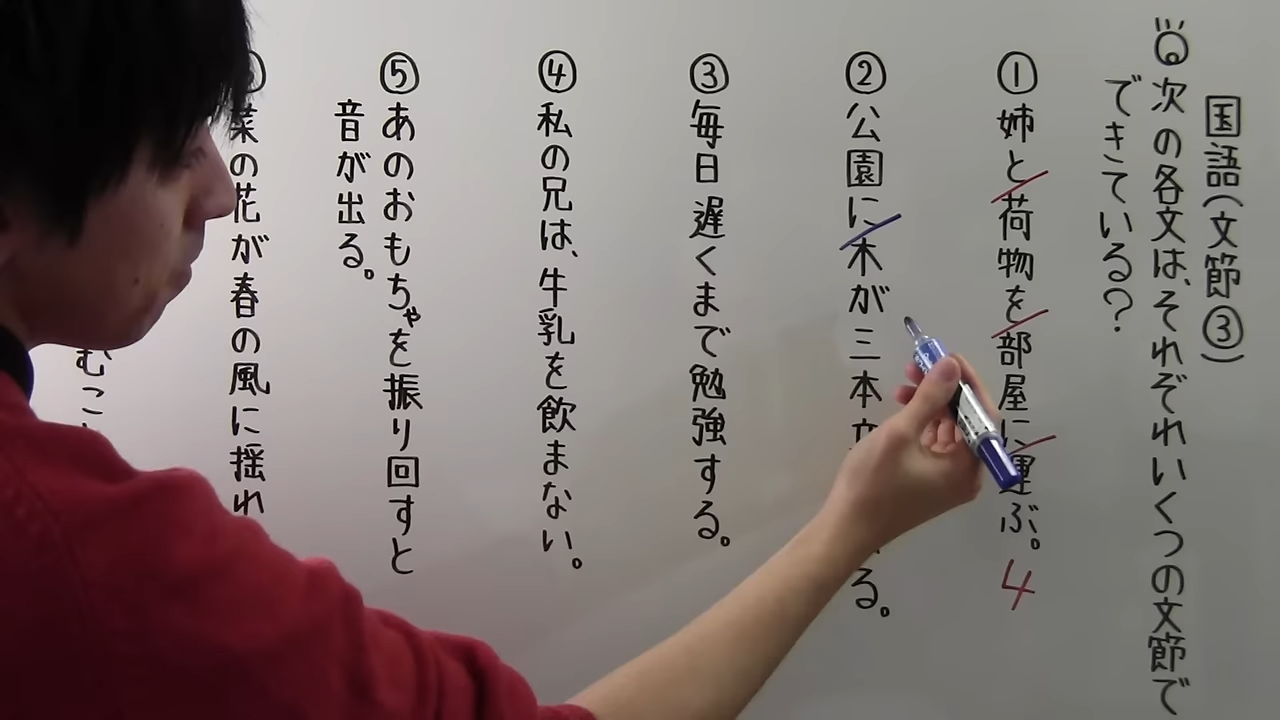 国語(文節③)
Q 次の各文は、それぞれいくつの文節で
できている?
① 姉と荷物を部屋に運ぶ。4
② 公園に木が三本 る。
③ 毎日遅くまで勉強する。
④ 私の兄は、牛乳を飲まない。
⑤ あのおもちゃを振り回すと
音が出る。
菜の花が春の風に揺れ
むこ